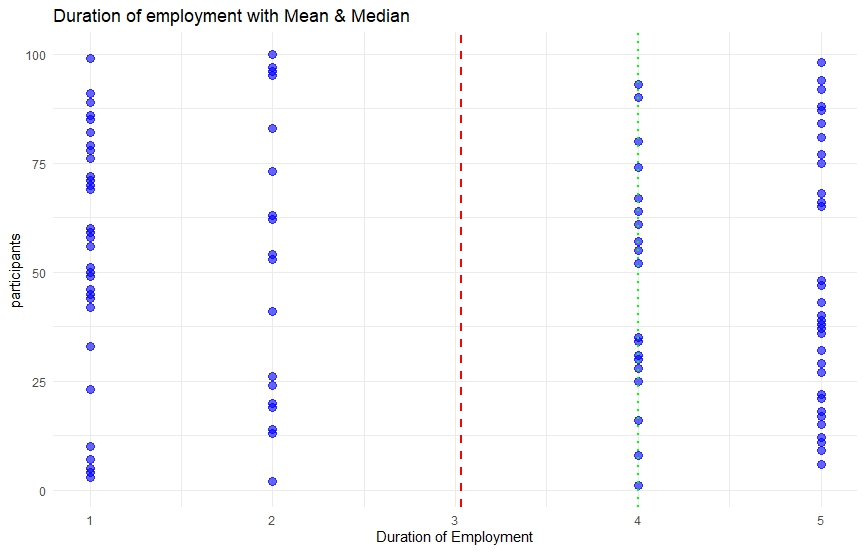 Duration of employment with Mean & Median
100
75
50
25
0
participants
1 2 3 4 5
Duration of Employment